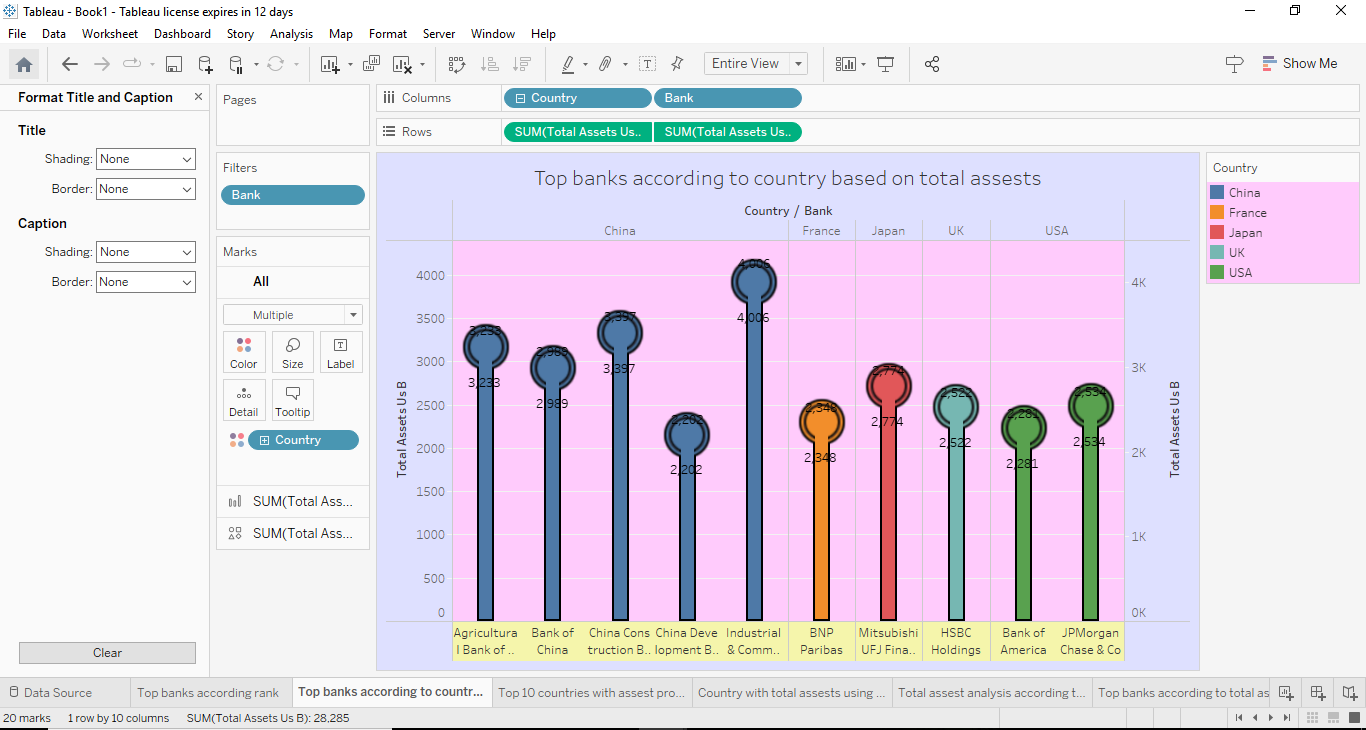 Tableau - Book1 - Tableau license expires in 12 days
File Data Worksheet Dashboard Story Analysis Map Format Server Window Help
Entire View
Show Me
Format Title and Caption
Title
Shading: None
Border: None
Caption
Shading: None
Border: None
Clear
Pages
Filters
Bank
Marks
All
Multiple
Color Size Label
Detail Tooltip
Country
SUM(Total Ass...
SUM(Total Ass...
Columns Country Bank
Rows SUM(Total Assets Us.. SUM(Total Assets Us..
Top banks according to country based on total assests
Country / Bank
China France Japan UK USA
Total Assets Us B
4000
3500
3000
2500
2000
1500
1000
500
0
3,233
3,233
2,989
2,989
3,397
3,397
2,202
2,202
4,006
4,006
2,348
2,348
2,774
2,774
2,522
2,522
2,281
2,281
2,534
2,534
4K
3K
2K
1K
0K
Total Assets Us B
Agricultura China Cons China Deve Industrial
l Bank of ..
Bank of
China
truction B..
lopment B..
& Comm..
BNP
Paribas
Mitsubishi
UFJ Fina..
HSBC
Holdings
Bank of
America
JPMorgan
Chase & Co
Country
China
France
Japan
UK
USA
Data Source Top banks according rank Top banks according to countr... Top 10 countries with assest pro... Country with total assests using ... Total assest analysis according t... Top banks according to total as
20 marks 1 row by 10 columns SUM(Total Assets Us B): 28,285